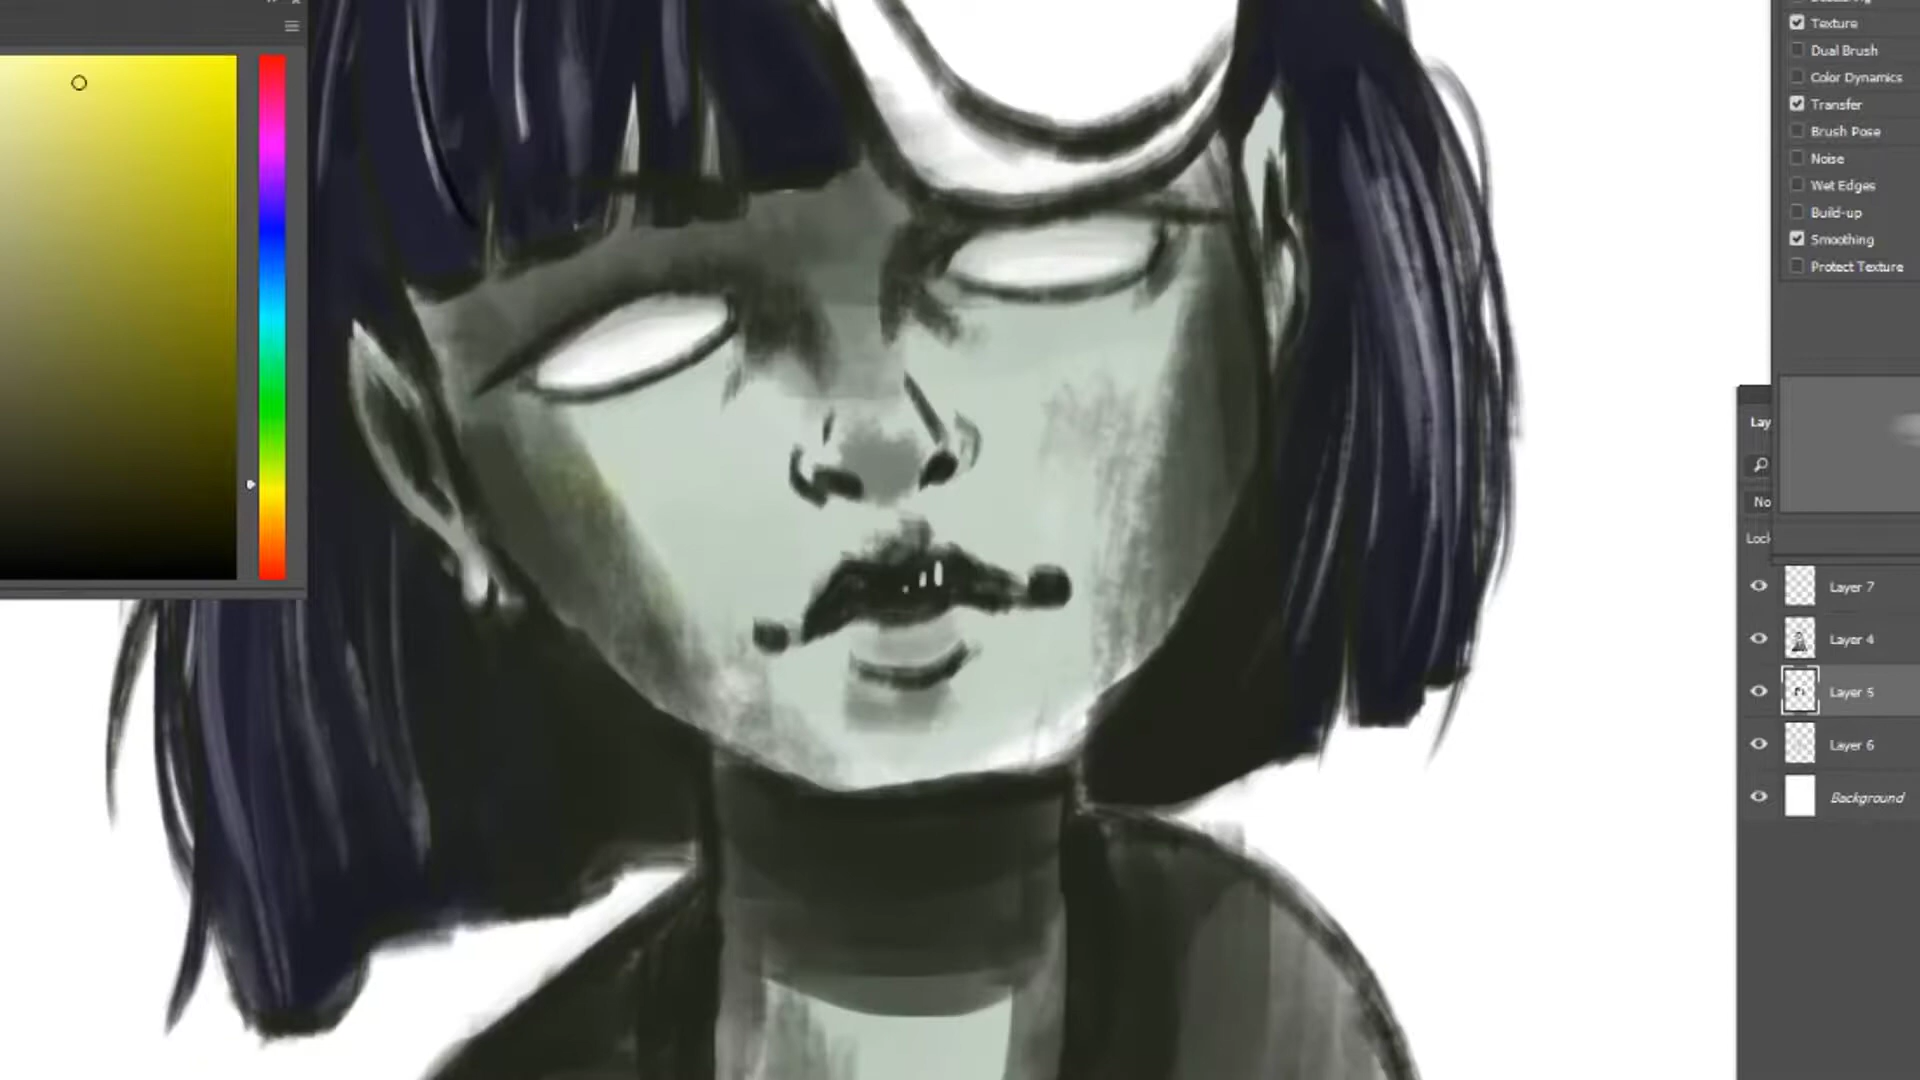 Texture
Dual Brush
Color Dynamics
Transfer
Brush Pose
Noise
Wet Edges
Build-up
Smoothing
Protect Texture
Lay
No
Lock
Layer 7
Layer 4
Layer 5
Layer 6
Background